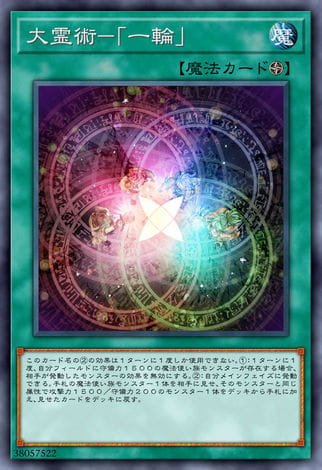 大霊術-「一輪」
魔
【魔法カード】
このカード名の②の効果は1ターンに1度しか使用できない。①:1ターンに1
度、自分フィールドに守備力1500の魔法使い族モンスターが存在する場合、
相手が発動したモンスターの効果を無効にする。②:自分メインフェイズに発動
できる。手札の魔法使い族モンスター1体を相手に見せ、そのモンスターと同じ
属性で攻撃力1500/守備力200のモンスター1体をデッキから手札に加
え、見せたカードをデッキに戻す。
38057522